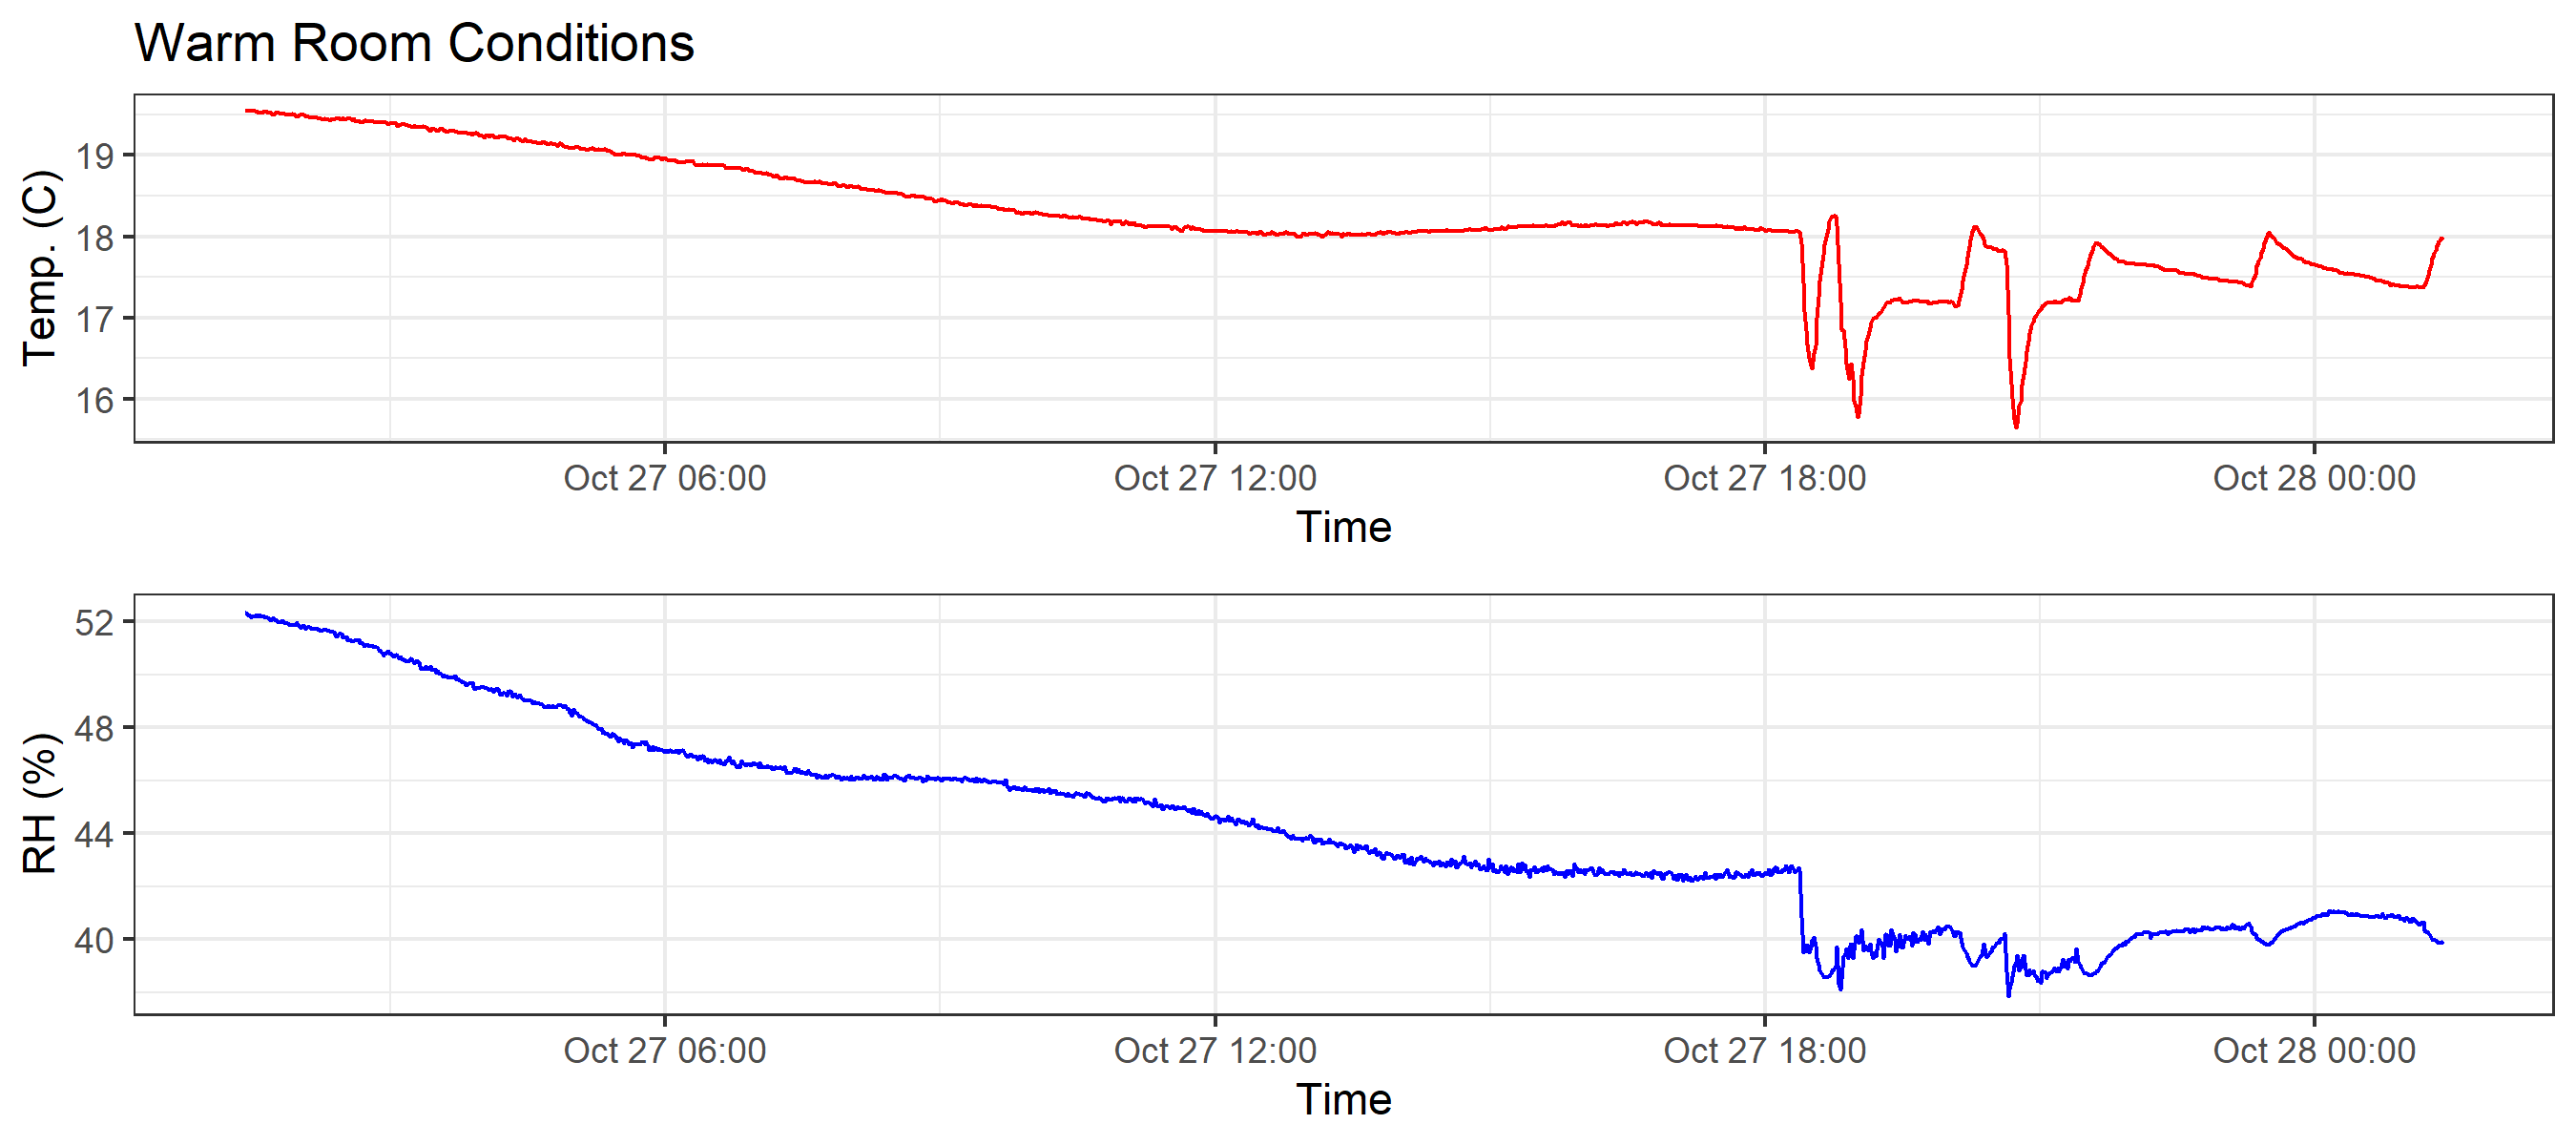 Warm Room Conditions
Temp. (C)
19
18
17
16
Oct 27 06:00 Oct 27 12:00 Oct 27 18:00 Oct 28 00:00
Time
RH (%)
52
48
44
40
Oct 27 06:00 Oct 27 12:00 Oct 27 18:00 Oct 28 00:00
Time